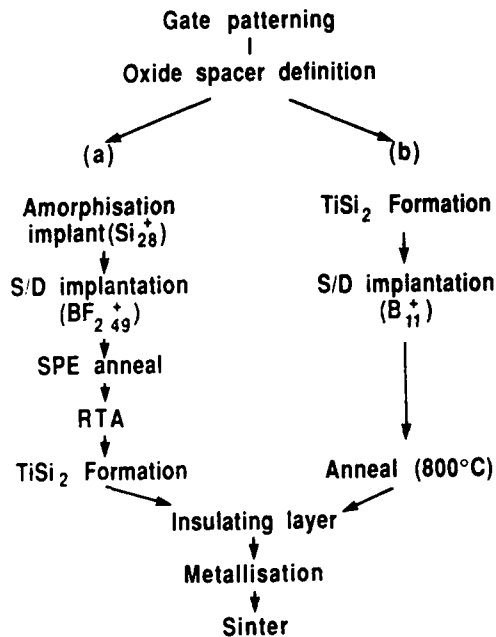 Gate patterning
Oxide spacer definition
(a)
Amorphisation
implant(Si28+)
S/D implantation
(BF2 49+)
SPE anneal
RTA
TiSi2 Formation
(b)
TiSi2 Formation
S/D implantation
(B11+)
Anneal (800°C)
Insulating layer
Metallisation
Sinter